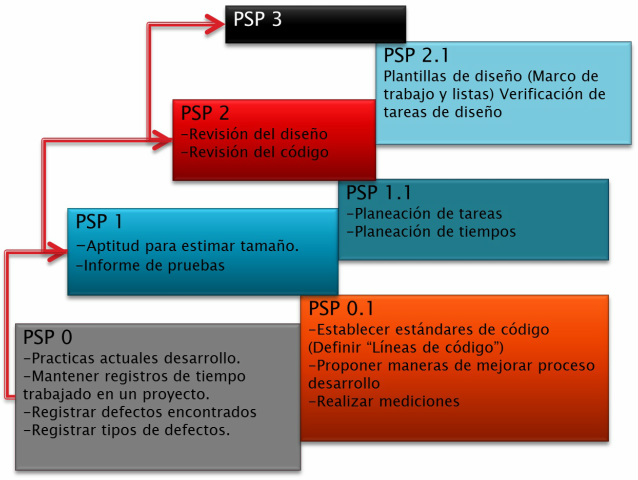 PSP 3
PSP 2.1
Plantillas de diseño (Marco de
trabajo y listas) Verificación de
tareas de diseño
PSP 2
-Revisión del diseño
-Revisión del código
PSP 1.1
-Planeación de tareas
-Planeación de tiempos
PSP 1
-Aptitud para estimar tamaño.
-Informe de pruebas
PSP 0.1
-Establecer estándares de código
(Definir “Líneas de código”)
-Proponer maneras de mejorar proceso
desarrollo
-Realizar mediciones
PSP 0
-Practicas actuales desarrollo.
-Mantener registros de tiempo
trabajado en un proyecto.
-Registrar defectos encontrados
-Registrar tipos de defectos.